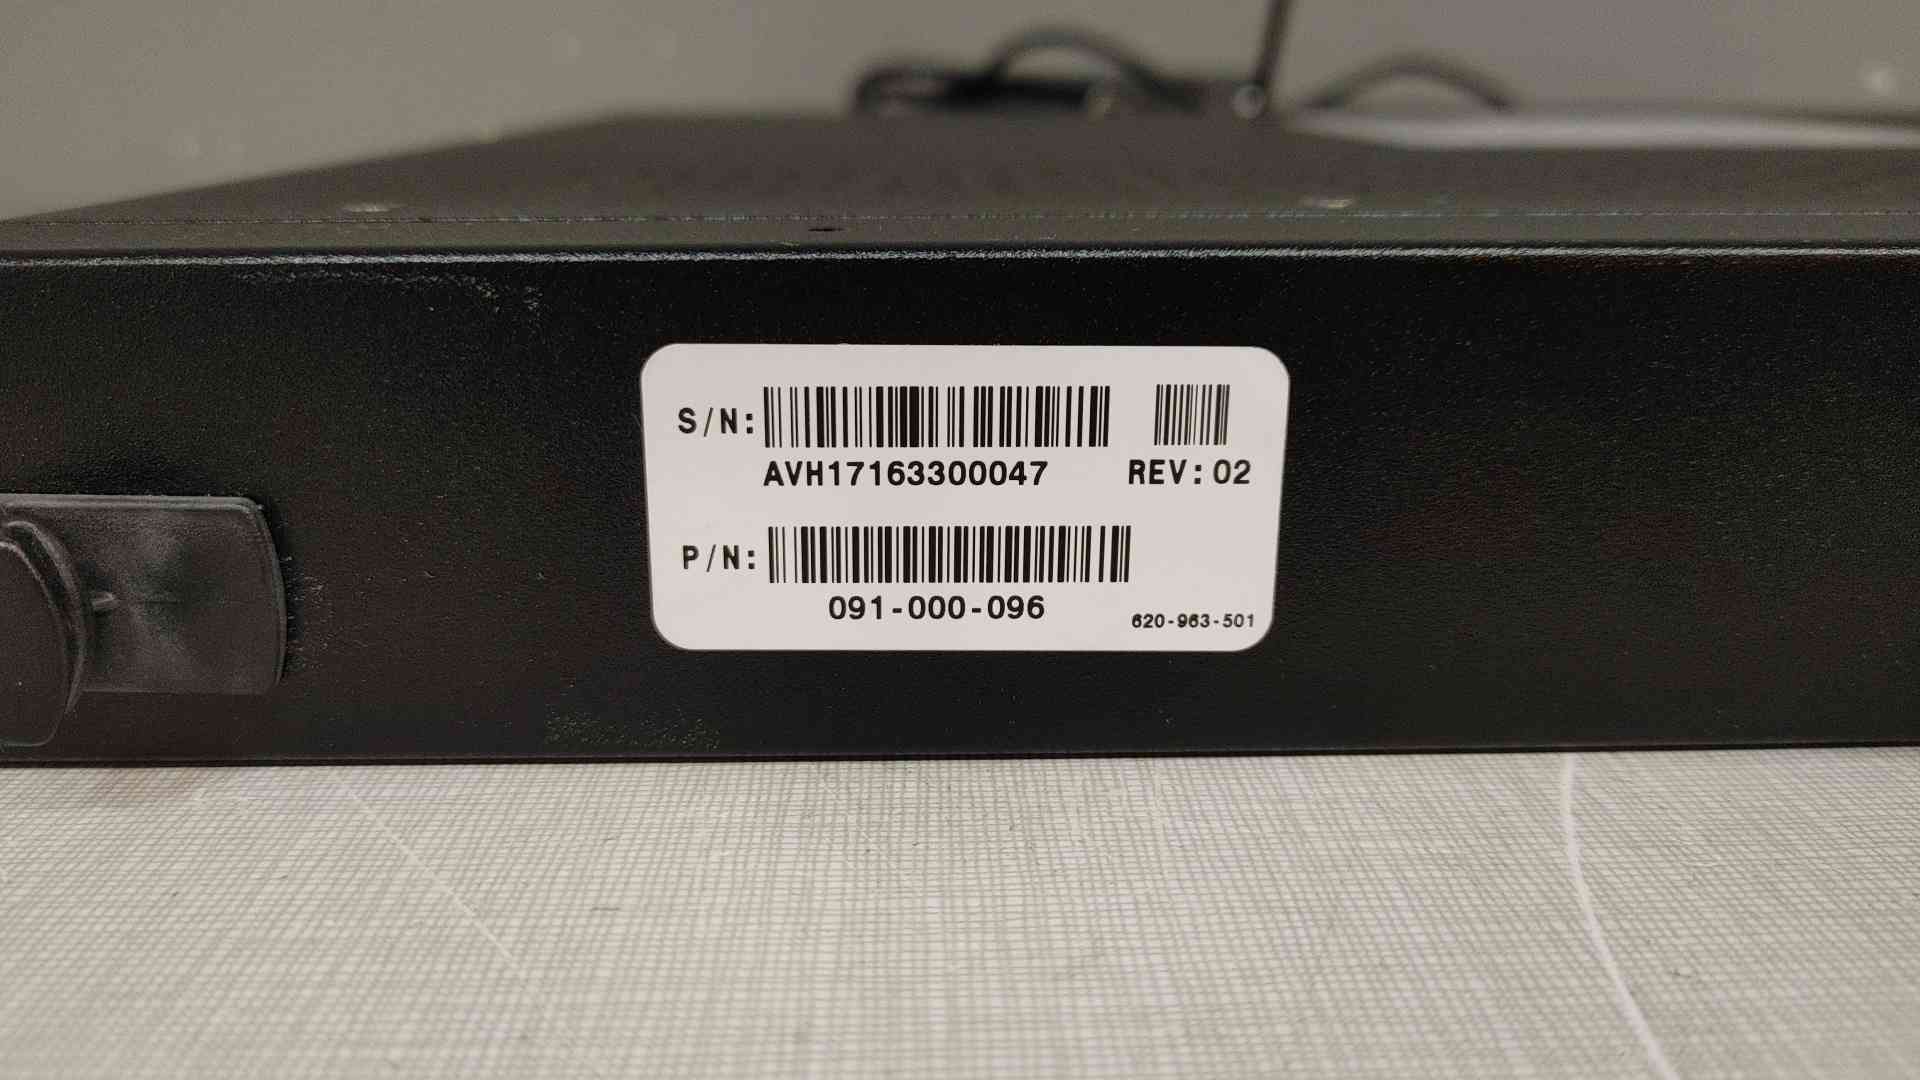 S/N:
AVH17163300047 REV: 02
P/N:
091-000-096
620-963-501